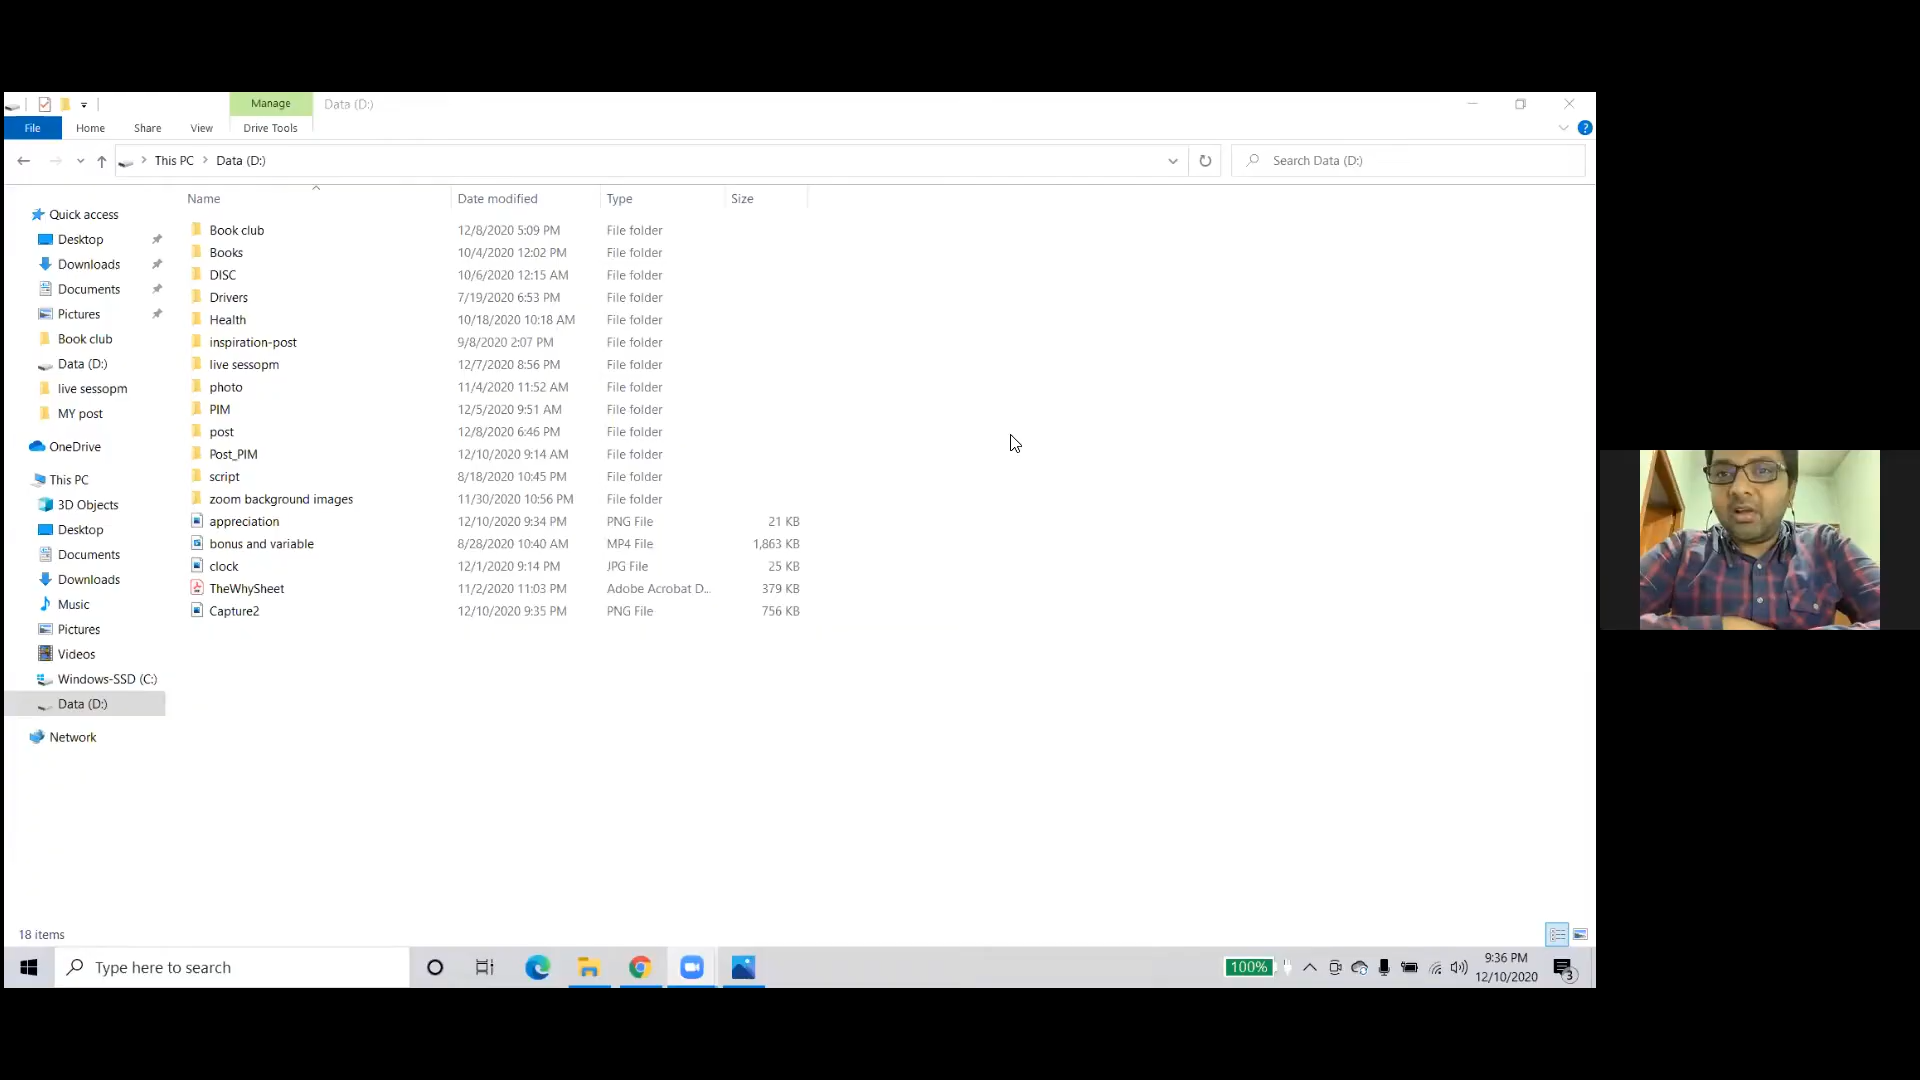 Manage Data (D:)
File Home Share View Drive Tools
This PC Data (D:) Search Data (D:)
Name Date modified Type Size
Quick access
Desktop
Downloads
Documents
Pictures
Book club
Data (D:)
live sessopm
MY post
OneDrive
This PC
3D Objects
Desktop
Documents
Downloads
Music
Pictures
Videos
Windows-SSD (C:)
Data (D:)
Network
Book club 12/8/2020 5:09 PM File folder
Books 10/4/2020 12:02 PM File folder
DISC 10/6/2020 12:15 AM File folder
Drivers 7/19/2020 6:53 PM File folder
Health 10/18/2020 10:18 AM File folder
inspiration-post 9/8/2020 2:07 PM File folder
live sessopm 12/7/2020 8:56 PM File folder
photo 11/4/2020 11:52 AM File folder
PIM 12/5/2020 9:51 AM File folder
post 12/8/2020 6:46 PM File folder
Post_PIM 12/10/2020 9:14 AM File folder
script 8/18/2020 10:45 PM File folder
zoom background images 11/30/2020 10:56 PM File folder
appreciation 12/10/2020 9:34 PM PNG File 21 KB
bonus and variable 8/28/2020 10:40 AM MP4 File 1,863 KB
clock 12/1/2020 9:14 PM JPG File 25 KB
TheWhySheet 11/2/2020 11:03 PM Adobe Acrobat D... 379 KB
Capture2 12/10/2020 9:35 PM PNG File 756 KB
18 items
Type here to search 100% 9:36 PM
12/10/2020 3